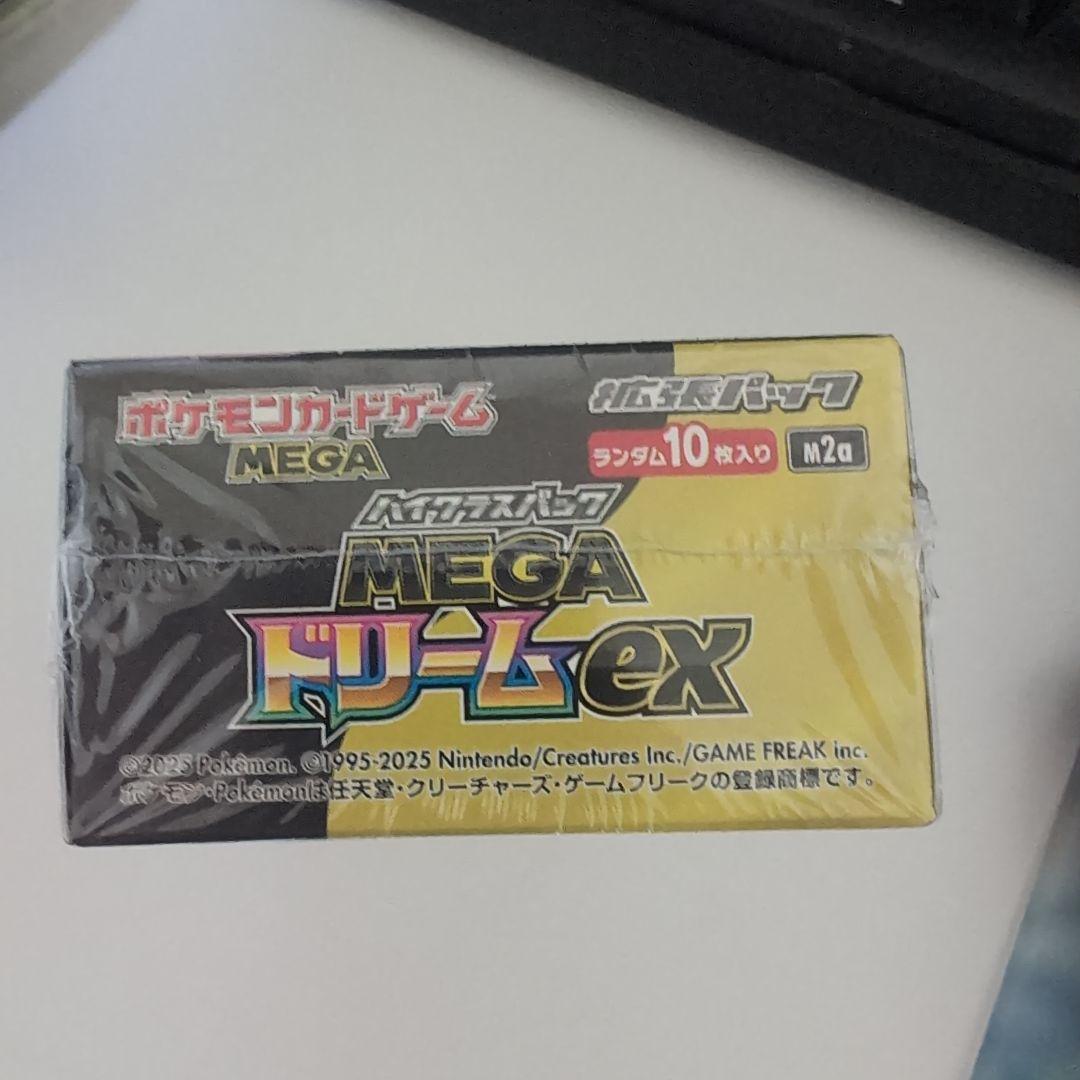 ポケモンカードゲーム
MEGA
拡張パック
ランダム10枚入り M2a
ハイクラスパック
MEGA
ドリームex
©2025 Pokémon. ©1995-2025 Nintendo/Creatures Inc./GAME FREAK inc.
ポケモン・Pokémonは任天堂・クリーチャーズ・ゲームフリークの登録商標です。